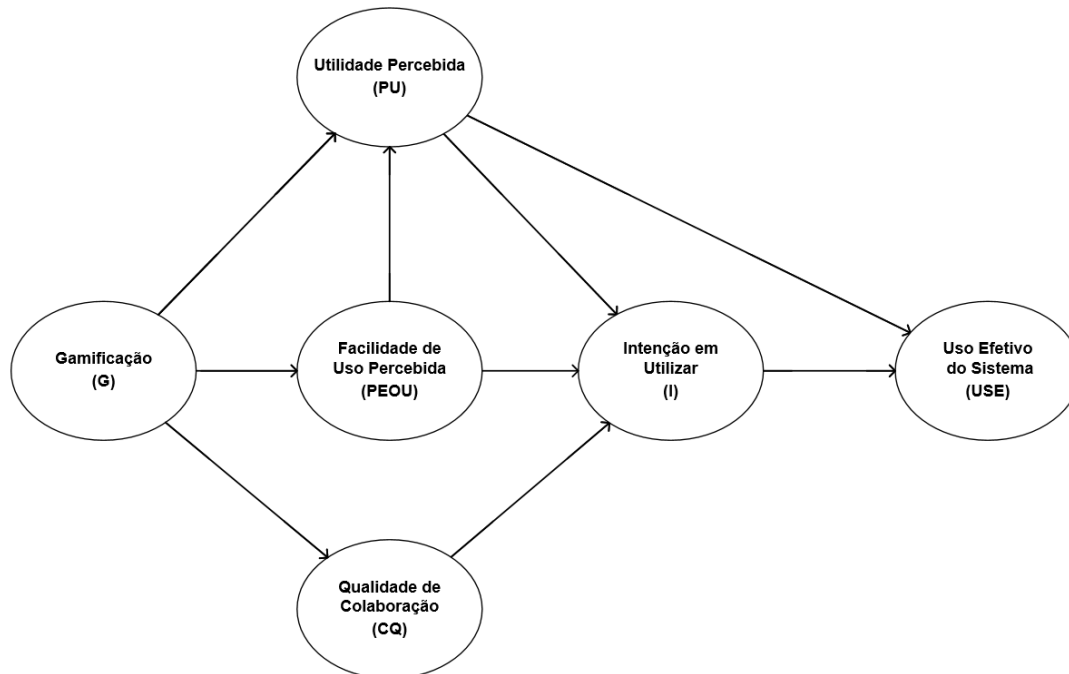 Utilidade Percebida
(PU)
Gamificação
(G)
Facilidade de
Uso Percebida
(PEOU)
Intenção em
Utilizar
(I)
Uso Efetivo
do Sistema
(USE)
Qualidade de
Colaboração
(CQ)